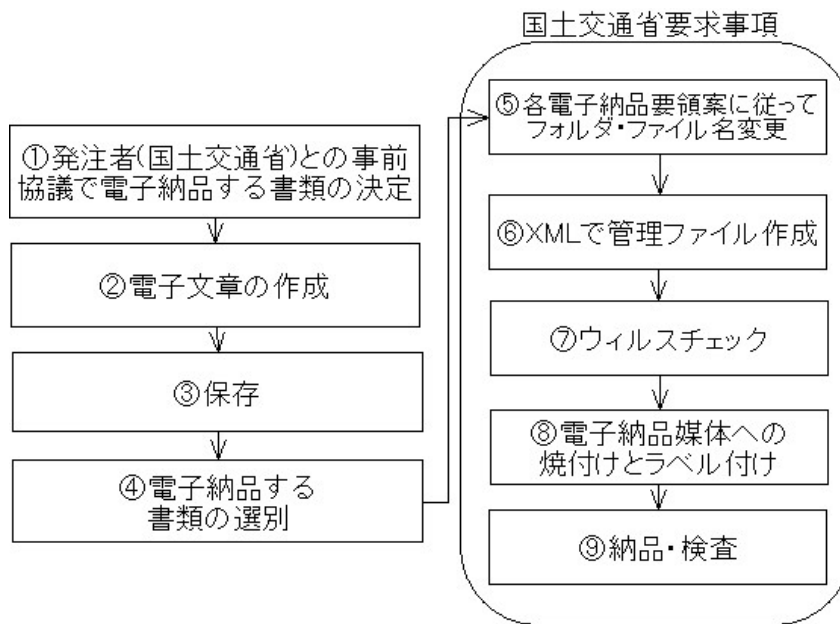 国土交通省要求事項
①発注者(国土交通省)との事前
協議で電子納品する書類の決定
②電子文章の作成
③保存
④電子納品する
書類の選別
⑤各電子納品要領案に従って
フォルダ・ファイル名変更
⑥XMLで管理ファイル作成
⑦ウィルスチェック
⑧電子納品媒体への
焼付けとラベル付け
⑨納品・検査